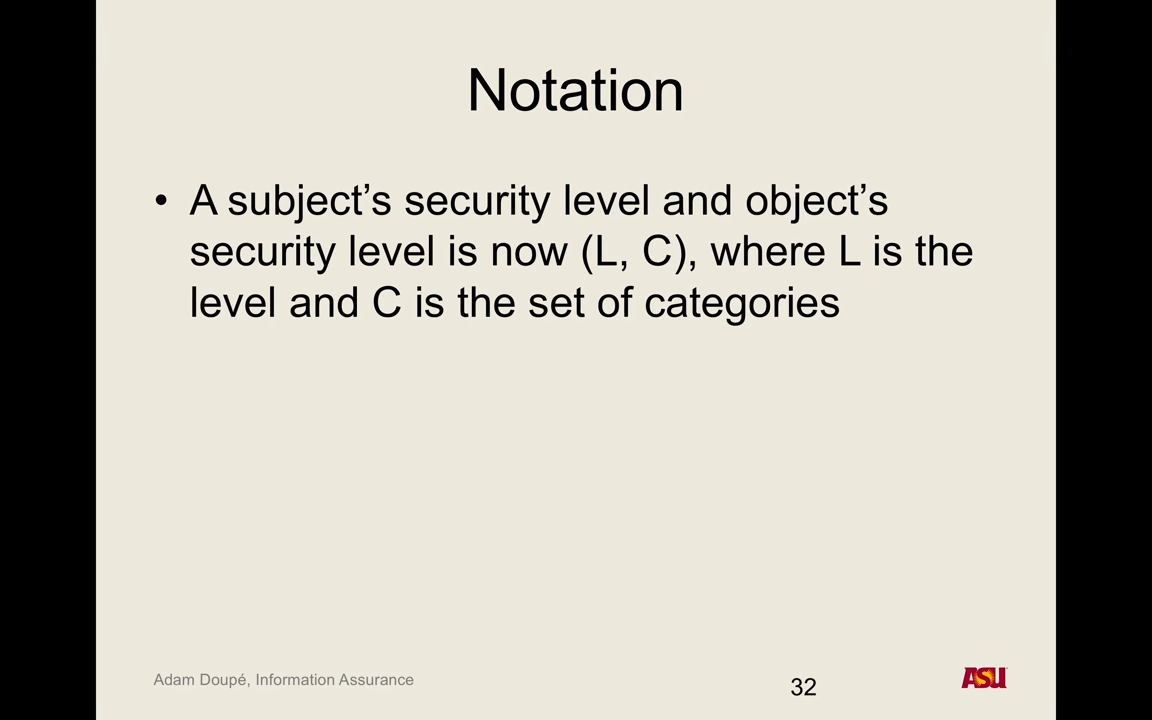 Notation
• A subject’s security level and object’s
security level is now (L, C), where L is the
level and C is the set of categories
Adam Doupé, Information Assurance
32
ASU